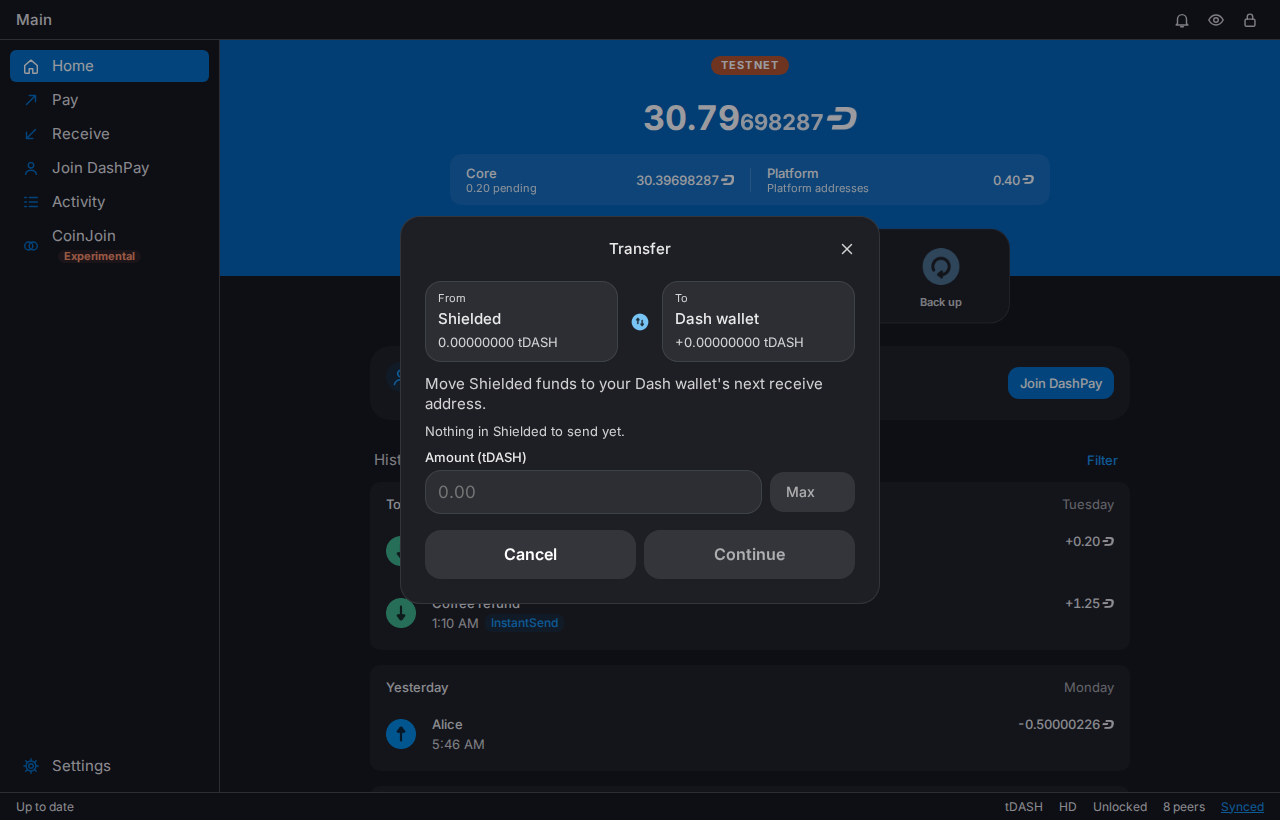 Main
Home
Pay
Receive
Join DashPay
Activity
CoinJoin
Experimental
Settings
TESTNET
30.79698287
Core
0.20 pending
30.39698287
Platform
Platform addresses
0.40
Back up
Join DashPay
Transfer
From
Shielded
0.00000000 tDASH
To
Dash wallet
+0.00000000 tDASH
Move Shielded funds to your Dash wallet's next receive
address.
Nothing in Shielded to send yet.
Amount (tDASH)
0.00
Max
Cancel
Continue
Filter
Tuesday
+0.20
Coffee refund
+1.25
1:10 AM InstantSend
Yesterday
Monday
Alice
-0.50000226
5:46 AM
Up to date
tDASH
HD
Unlocked
8 peers
Synced